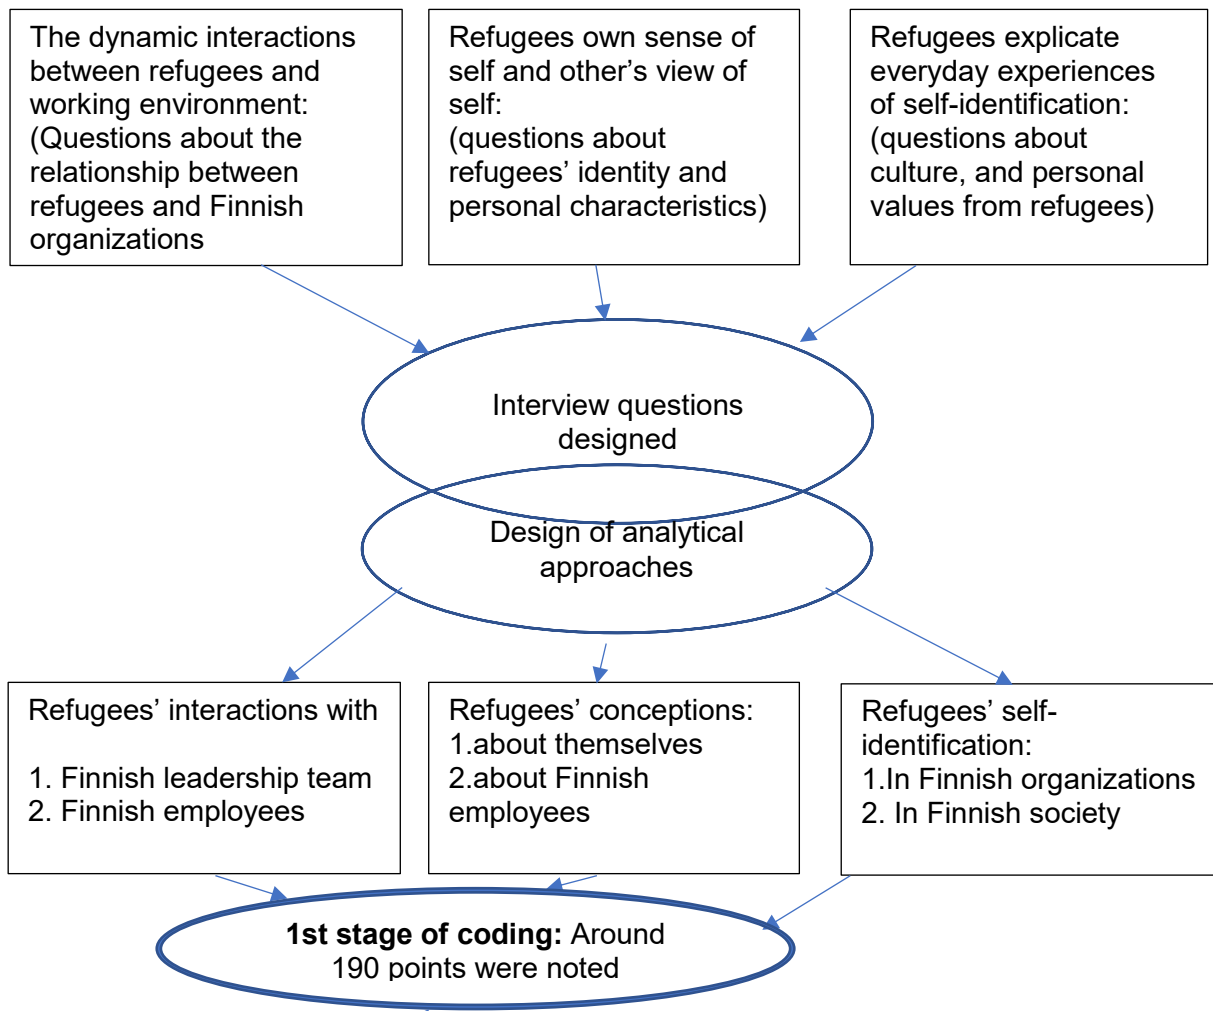 The dynamic interactions
between refugees and
working environment:
(Questions about the
relationship between
refugees and Finnish
organizations
Refugees own sense of
self and other’s view of
self:
(questions about
refugees’ identity and
personal characteristics)
Refugees explicate
everyday experiences
of self-identification:
(questions about
culture, and personal
values from refugees)
Interview questions
designed
Design of analytical
approaches
Refugees’ interactions with
1. Finnish leadership team
2. Finnish employees
Refugees’ conceptions:
1.about themselves
2.about Finnish
employees
Refugees’ self-
identification:
1.In Finnish organizations
2. In Finnish society
1st stage of coding: Around
190 points were noted